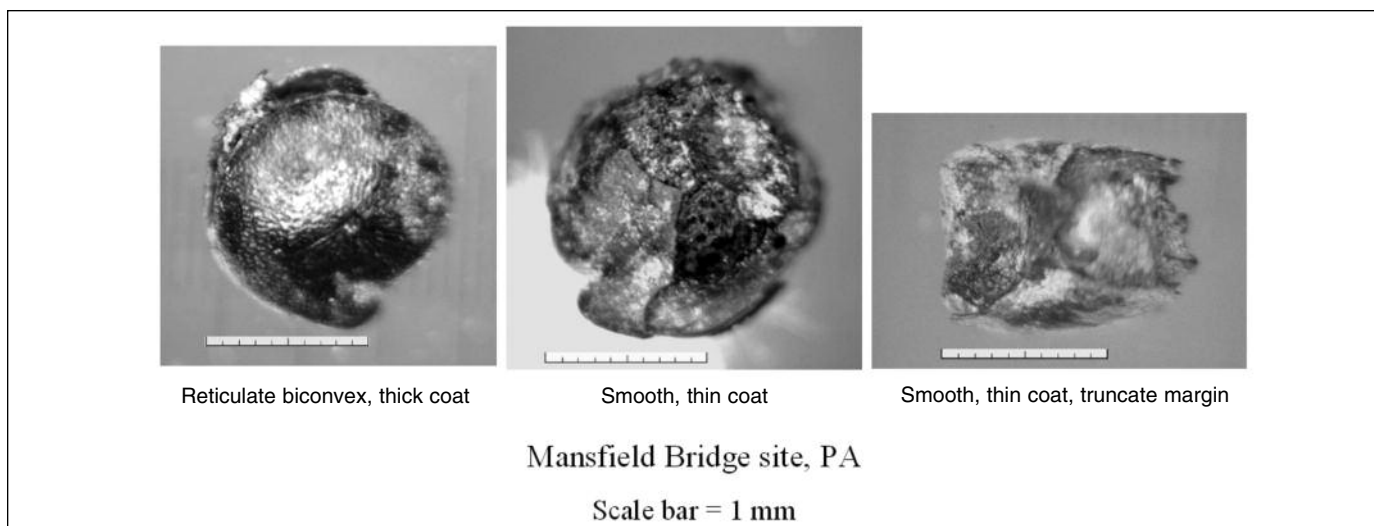 Reticulate biconvex, thick coat
Smooth, thin coat
Smooth, thin coat, truncate margin
Mansfield Bridge site, PA
Scale bar = 1 mm